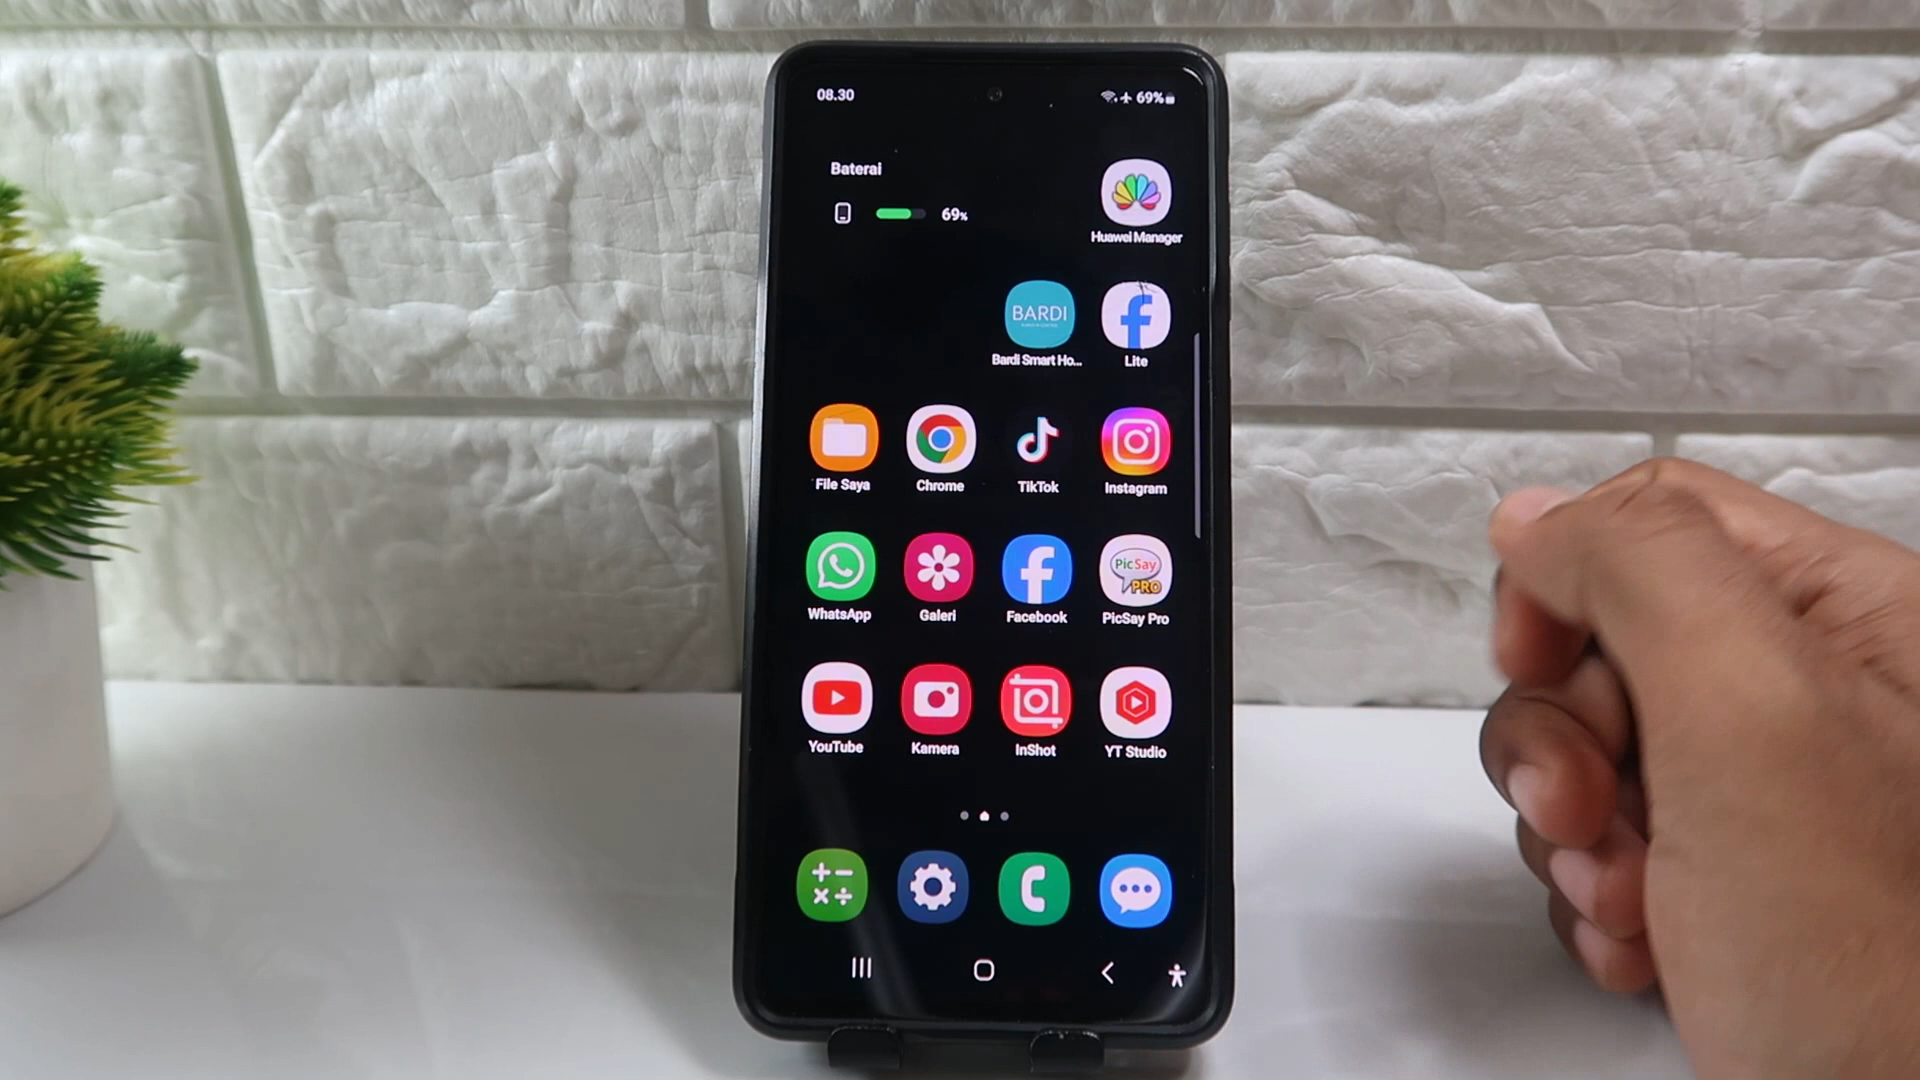 08.30
69%
Baterai
69%
Huawei Manager
BARDI
Bardi Smart Ho...
Lite
File Saya
Chrome
TikTok
Instagram
PicSay
PRO
WhatsApp
Galeri
Facebook
PicSay Pro
YouTube
Kamera
InShot
YT Studio